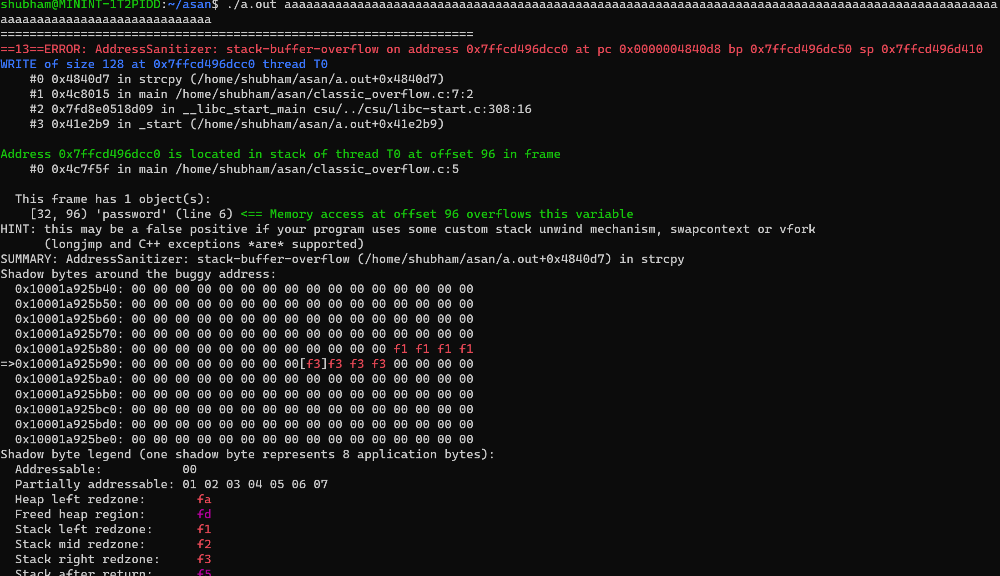 shubham@MININT-1T2PIDD:~/asan$ ./a.out aaaaaaaaaaaaaaaaaaaaaaaaaaaaaaaaaaaaaaaaaaaaaaaaaaaaaaaaaaaaaaaaaaaaaaaaaaaaaaaaaaaaaaaaaaaaaaaaaa
aaaaaaaaaaaaaaaaaaaaaaaaaaaaa
=================================================================
==13==ERROR: AddressSanitizer: stack-buffer-overflow on address 0x7ffcd496dcc0 at pc 0x0000004840d8 bp 0x7ffcd496dc50 sp 0x7ffcd496d410
WRITE of size 128 at 0x7ffcd496dcc0 thread T0
    #0 0x4840d7 in strcpy (/home/shubham/asan/a.out+0x4840d7)
    #1 0x4c8015 in main /home/shubham/asan/classic_overflow.c:7:2
    #2 0x7fd8e0518d09 in __libc_start_main csu/../csu/libc-start.c:308:16
    #3 0x41e2b9 in _start (/home/shubham/asan/a.out+0x41e2b9)

Address 0x7ffcd496dcc0 is located in stack of thread T0 at offset 96 in frame
    #0 0x4c7f5f in main /home/shubham/asan/classic_overflow.c:5

  This frame has 1 object(s):
    [32, 96) 'password' (line 6) <== Memory access at offset 96 overflows this variable
HINT: this may be a false positive if your program uses some custom stack unwind mechanism, swapcontext or vfork
      (longjmp and C++ exceptions *are* supported)
SUMMARY: AddressSanitizer: stack-buffer-overflow (/home/shubham/asan/a.out+0x4840d7) in strcpy
Shadow bytes around the buggy address:
  0x10001a925b40: 00 00 00 00 00 00 00 00 00 00 00 00 00 00 00 00
  0x10001a925b50: 00 00 00 00 00 00 00 00 00 00 00 00 00 00 00 00
  0x10001a925b60: 00 00 00 00 00 00 00 00 00 00 00 00 00 00 00 00
  0x10001a925b70: 00 00 00 00 00 00 00 00 00 00 00 00 00 00 00 00
  0x10001a925b80: 00 00 00 00 00 00 00 00 00 00 00 00 f1 f1 f1 f1
=>0x10001a925b90: 00 00 00 00 00 00 00 00[f3]f3 f3 f3 00 00 00 00
  0x10001a925ba0: 00 00 00 00 00 00 00 00 00 00 00 00 00 00 00 00
  0x10001a925bb0: 00 00 00 00 00 00 00 00 00 00 00 00 00 00 00 00
  0x10001a925bc0: 00 00 00 00 00 00 00 00 00 00 00 00 00 00 00 00
  0x10001a925bd0: 00 00 00 00 00 00 00 00 00 00 00 00 00 00 00 00
  0x10001a925be0: 00 00 00 00 00 00 00 00 00 00 00 00 00 00 00 00
Shadow byte legend (one shadow byte represents 8 application bytes):
  Addressable:           00
  Partially addressable: 01 02 03 04 05 06 07
  Heap left redzone:       fa
  Freed heap region:       fd
  Stack left redzone:      f1
  Stack mid redzone:       f2
  Stack right redzone:     f3
  Stack after return:      f5